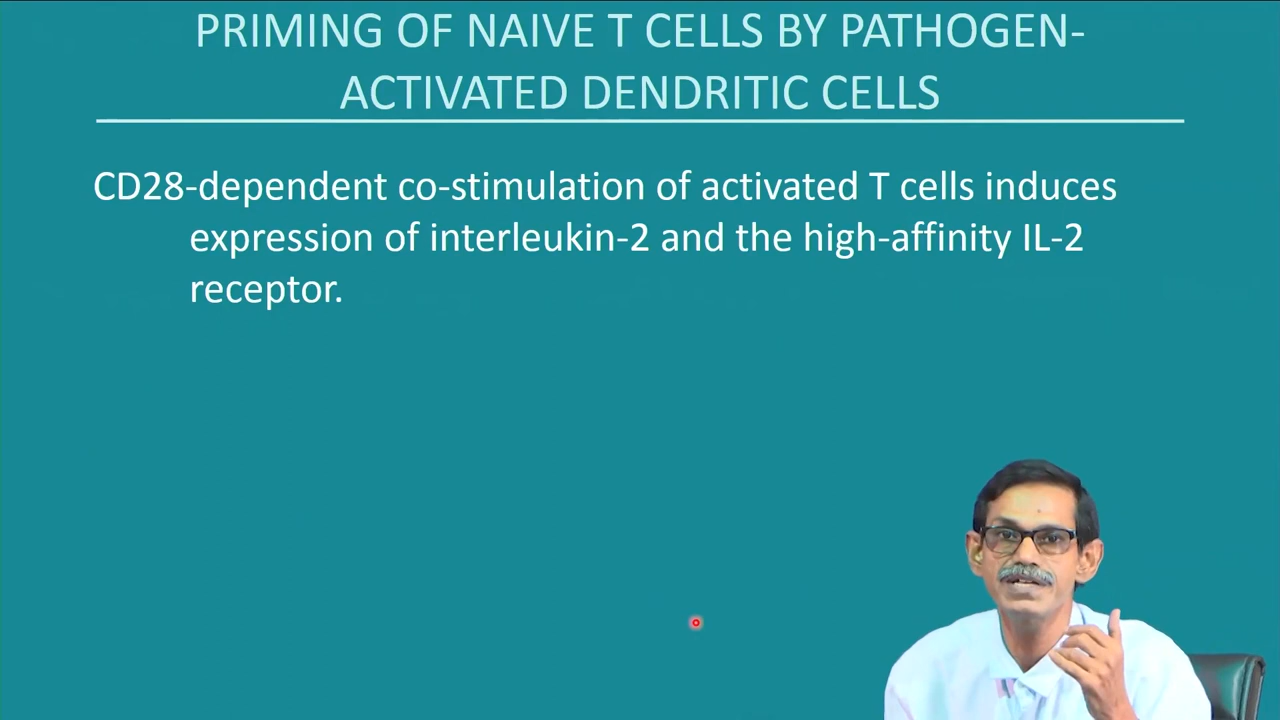 PRIMING OF NAIVE T CELLS BY PATHOGEN-
ACTIVATED DENDRITIC CELLS
CD28-dependent co-stimulation of activated T cells induces
expression of interleukin-2 and the high-affinity IL-2
receptor.